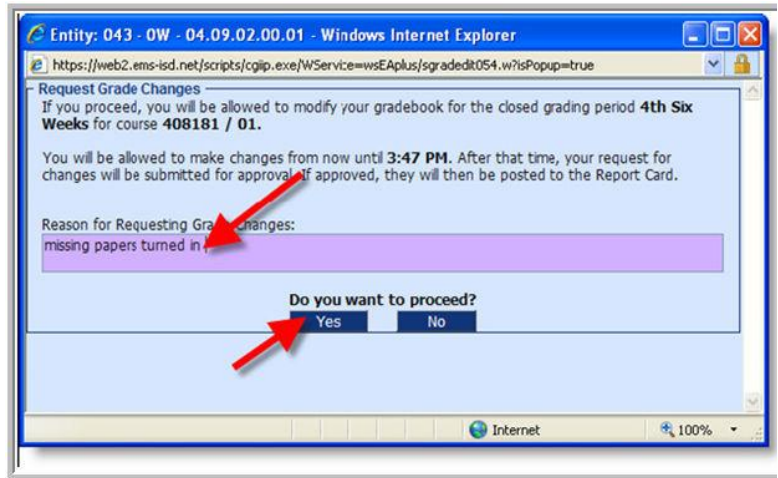 Entity: 043 - 0W - 04.09.02.00.01 - Windows Internet Explorer
https://web2.ems-isd.net/scripts/cgiip.exe/WService=wsEAplus/sgradedit054.w?isPopup=true
Request Grade Changes
If you proceed, you will be allowed to modify your gradebook for the closed grading period 4th Six
Weeks for course 408181 / 01.
You will be allowed to make changes from now until 3:47 PM. After that time, your request for
changes will be submitted for approval. If approved, they will then be posted to the Report Card.
Reason for Requesting Grade Changes:
missing papers turned in
Do you want to proceed?
Yes No
Internet 100%